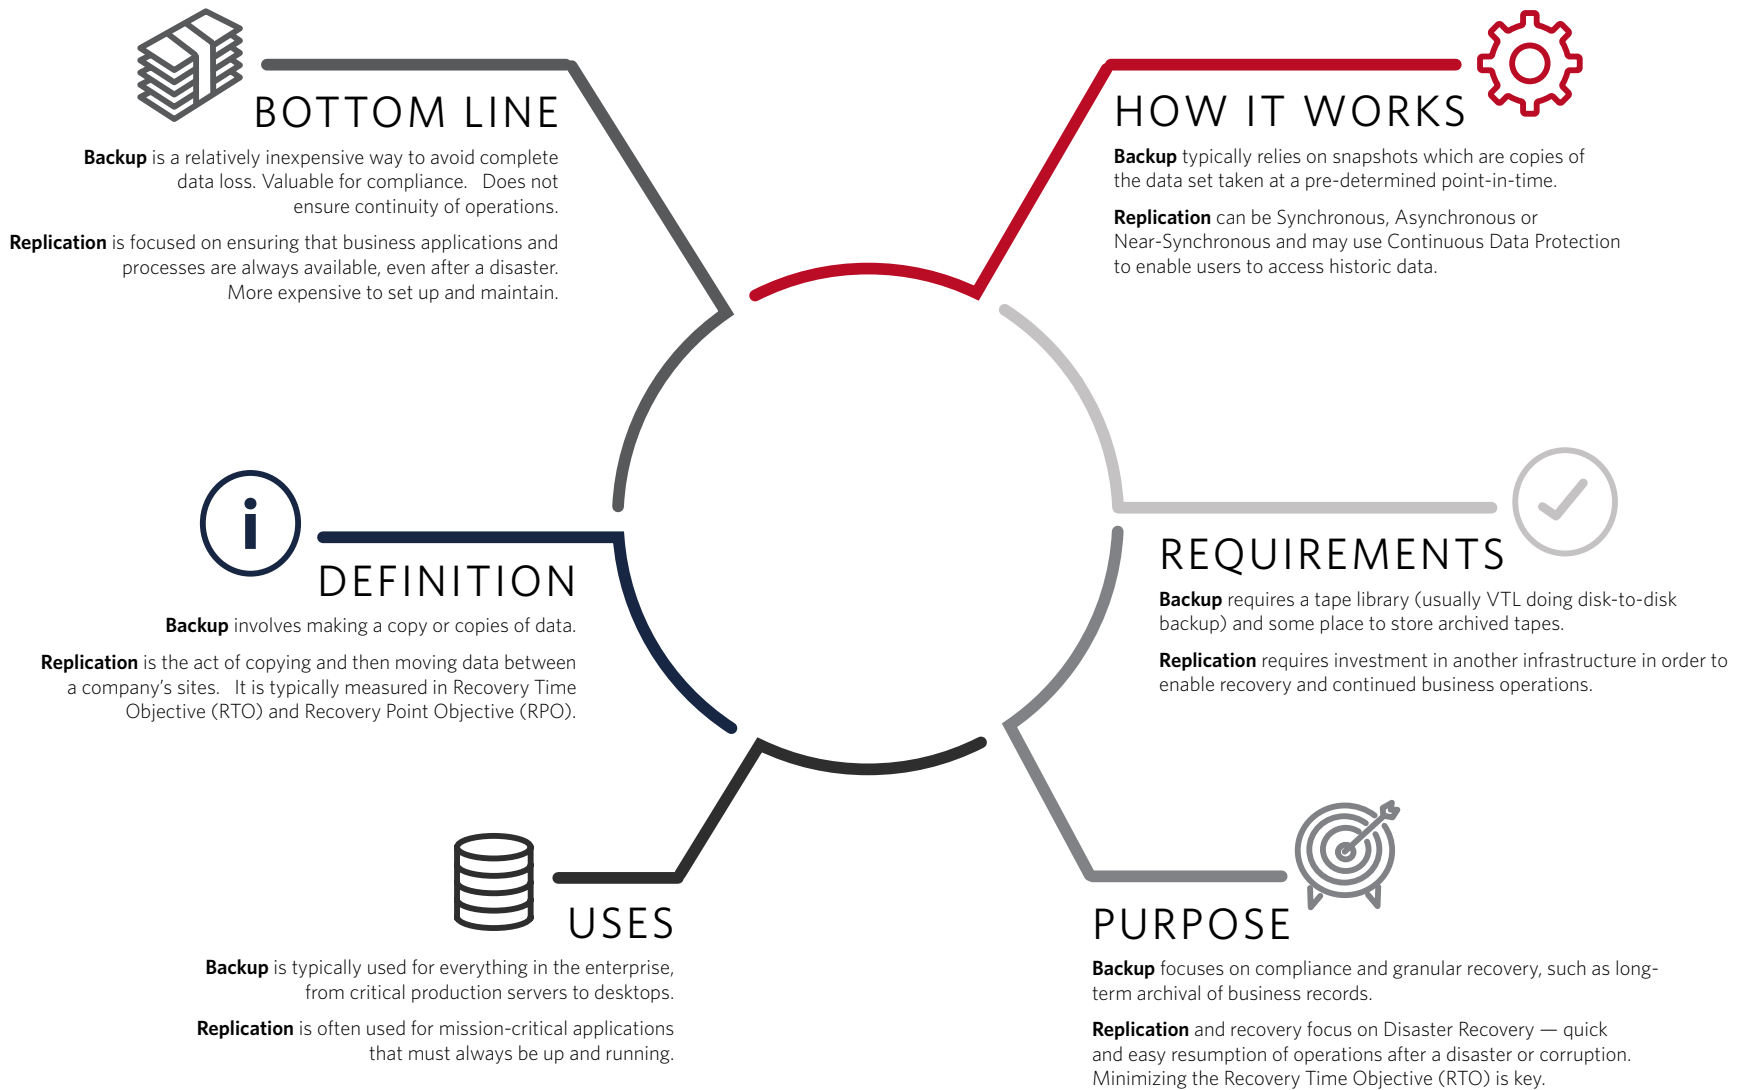 BOTTOM LINE
Backup is a relatively inexpensive way to avoid complete
data loss. Valuable for compliance.   Does not
ensure continuity of operations.
Replication is focused on ensuring that business applications and
processes are always available, even after a disaster.
More expensive to set up and maintain.
HOW IT WORKS
Backup typically relies on snapshots which are copies of
the data set taken at a pre-determined point-in-time.
Replication can be Synchronous, Asynchronous or
Near-Synchronous and may use Continuous Data Protection
to enable users to access historic data.
i
DEFINITION
Backup involves making a copy or copies of data.
Replication is the act of copying and then moving data between
a company’s sites.   It is typically measured in Recovery Time
Objective (RTO) and Recovery Point Objective (RPO).
REQUIREMENTS
Backup requires a tape library (usually VTL doing disk-to-disk
backup) and some place to store archived tapes.
Replication requires investment in another infrastructure in order to
enable recovery and continued business operations.
USES
Backup is typically used for everything in the enterprise,
from critical production servers to desktops.
Replication is often used for mission-critical applications
that must always be up and running.
PURPOSE
Backup focuses on compliance and granular recovery, such as long-
term archival of business records.
Replication and recovery focus on Disaster Recovery — quick
and easy resumption of operations after a disaster or corruption.
Minimizing the Recovery Time Objective (RTO) is key.